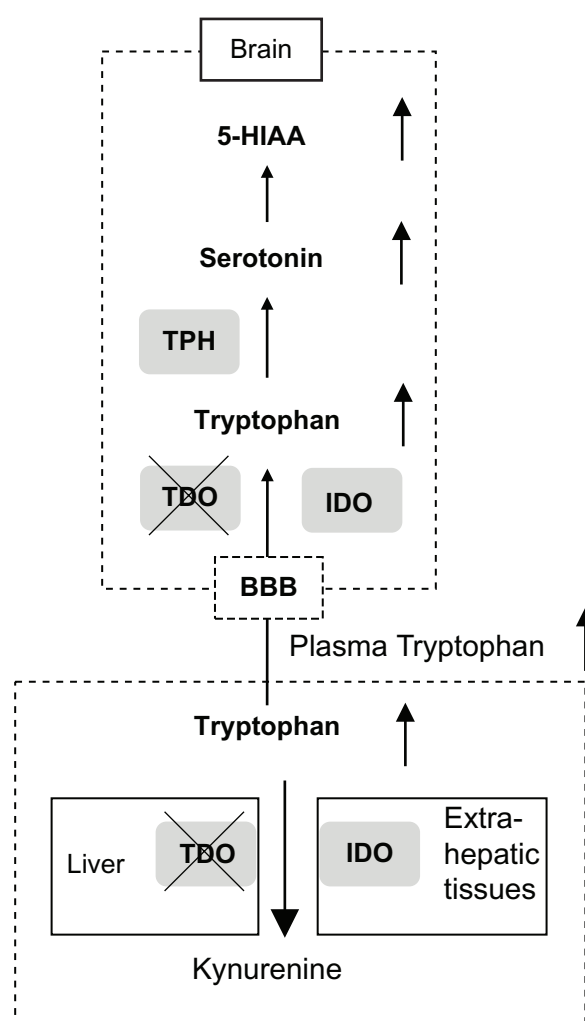 Brain
5-HIAA
Serotonin
TPH
Tryptophan
TDO
IDO
BBB
Plasma Tryptophan
Tryptophan
Liver
TDO
IDO
Extra-
hepatic
tissues
Kynurenine